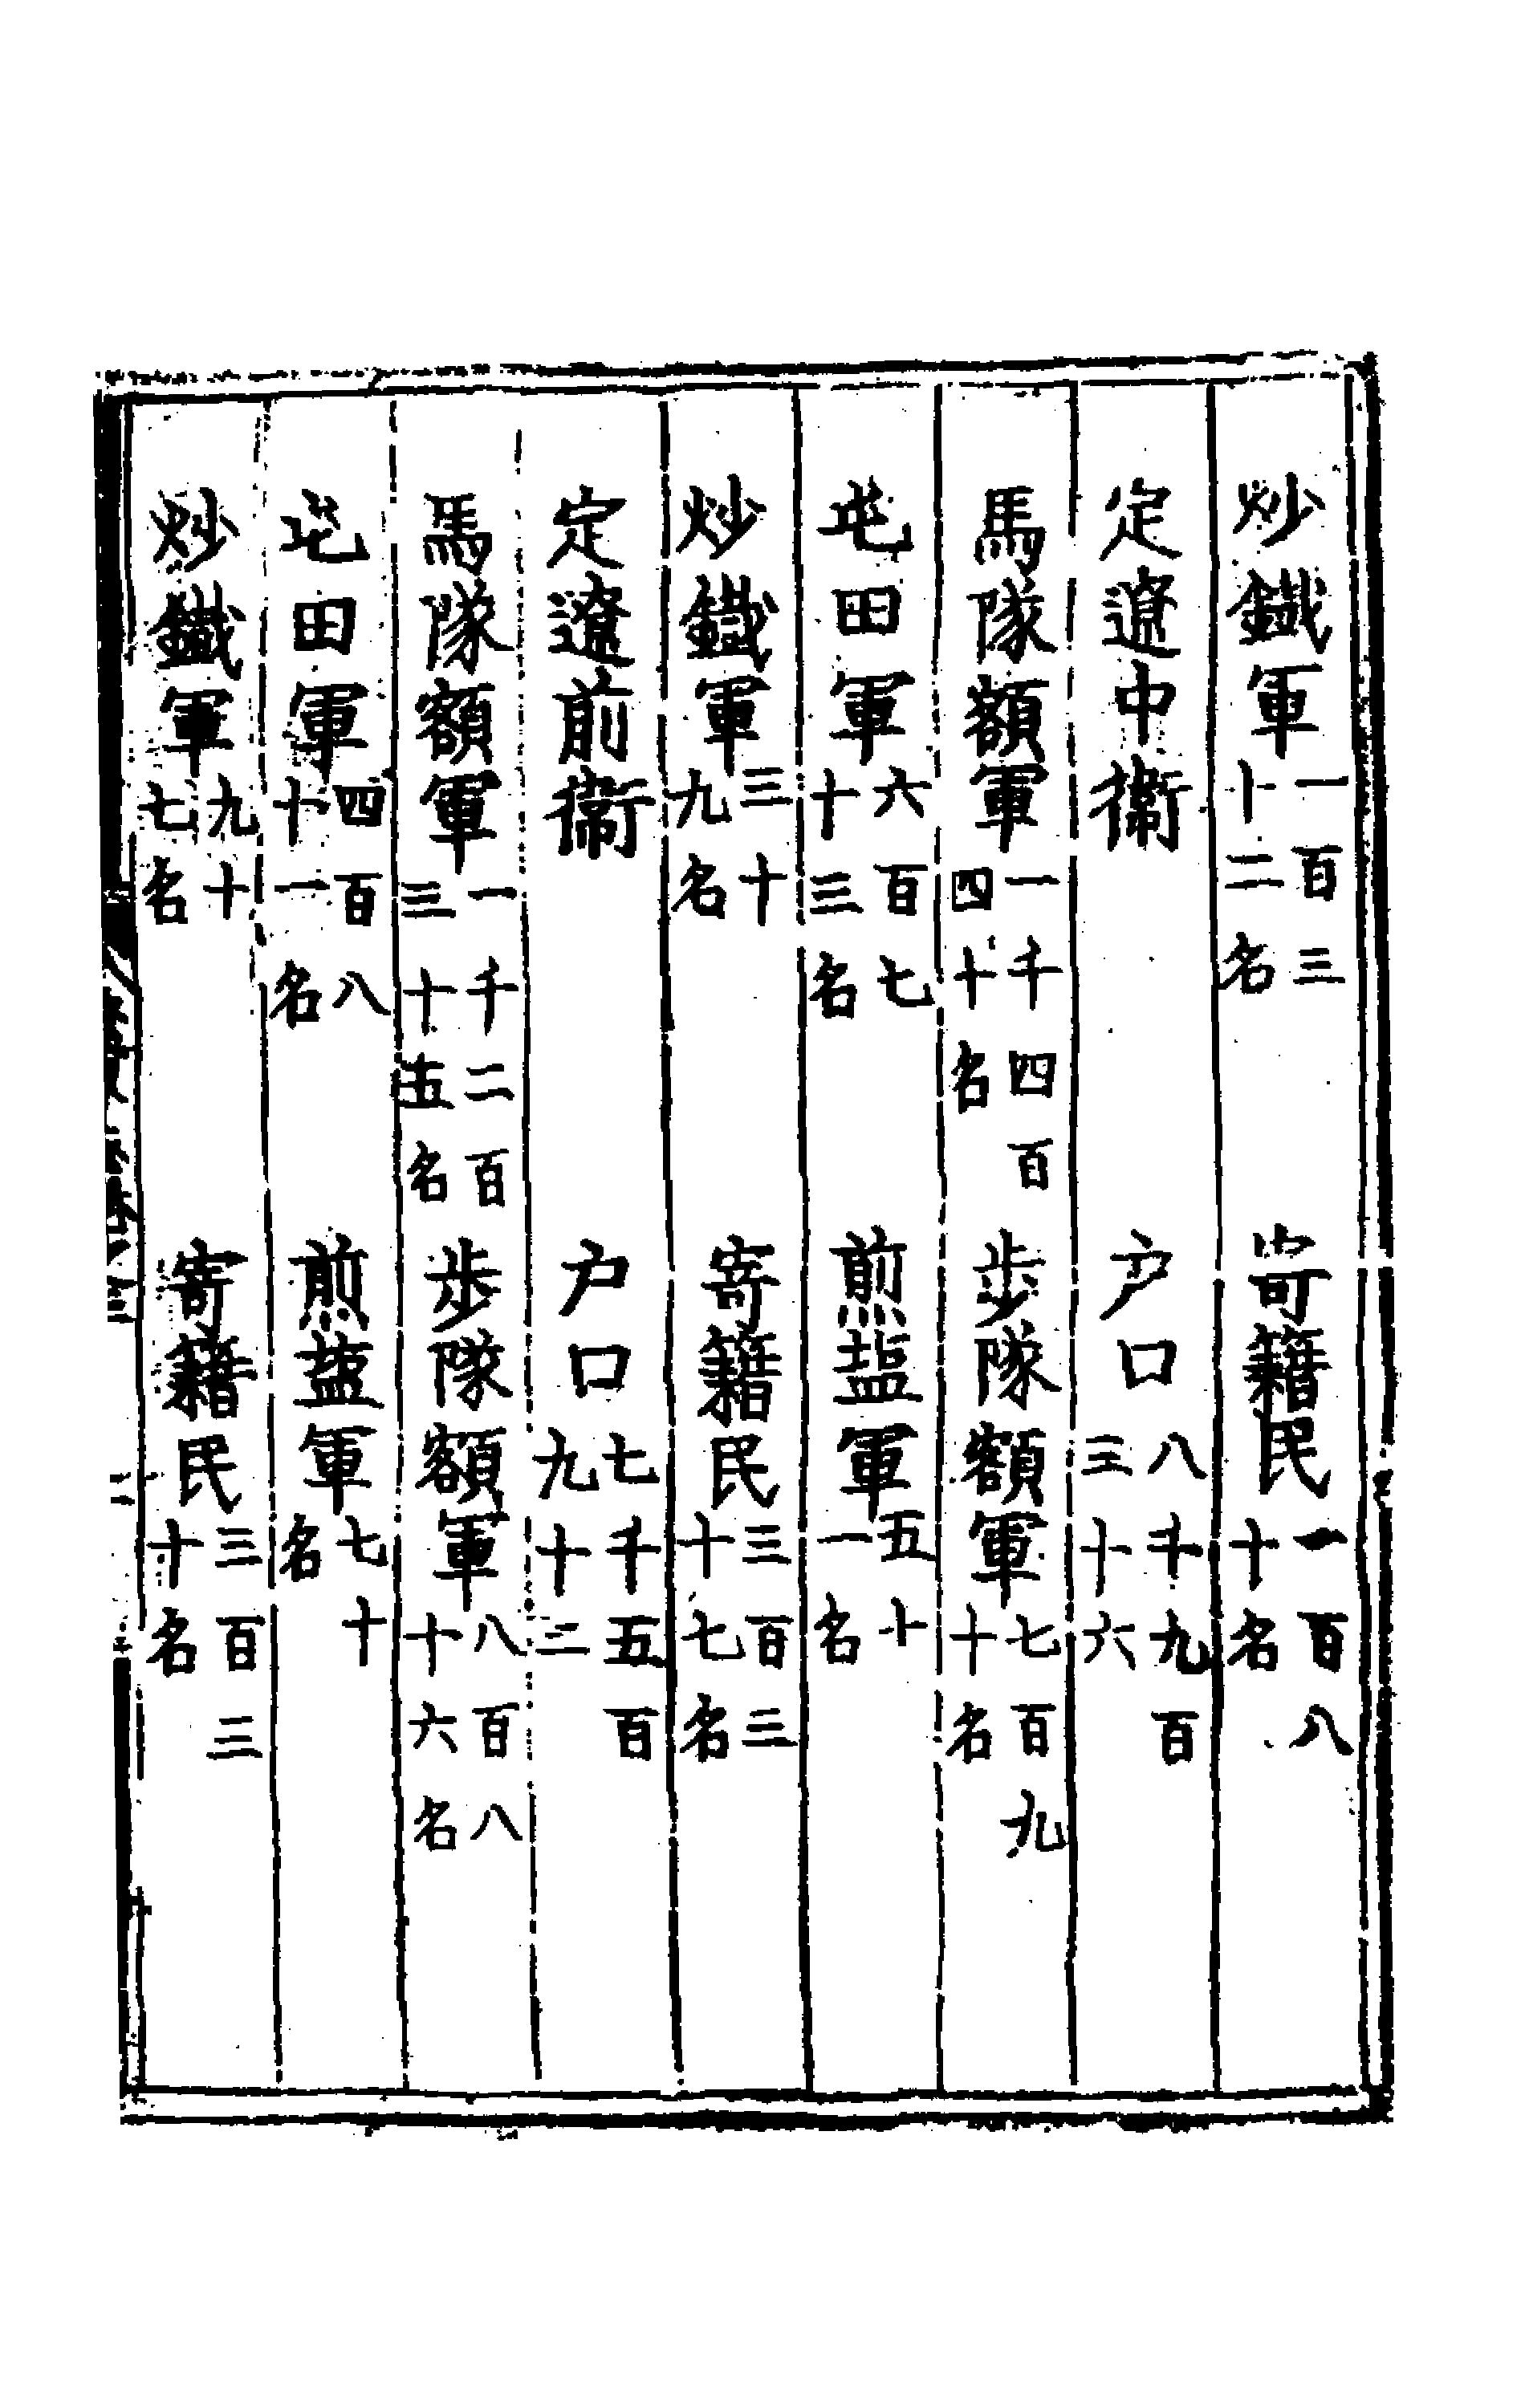 炒鐵軍一百三十二名 寄籍民一百八十名
定遼中衛 户口八千九百三十六
馬隊額軍一千四百四十名 步隊額軍七百九十名
屯田軍六百七十三名 煎塩軍五十一名
炒鐵軍三十九名 寄籍民三百三十七名
定遼前衛 户口七千五百九十二
馬隊額軍一千二百三十五名 步隊額軍八百八十六名
屯田軍四百八十一名 煎塩軍七十名
炒鐵軍九十七名 寄籍民三百三十名